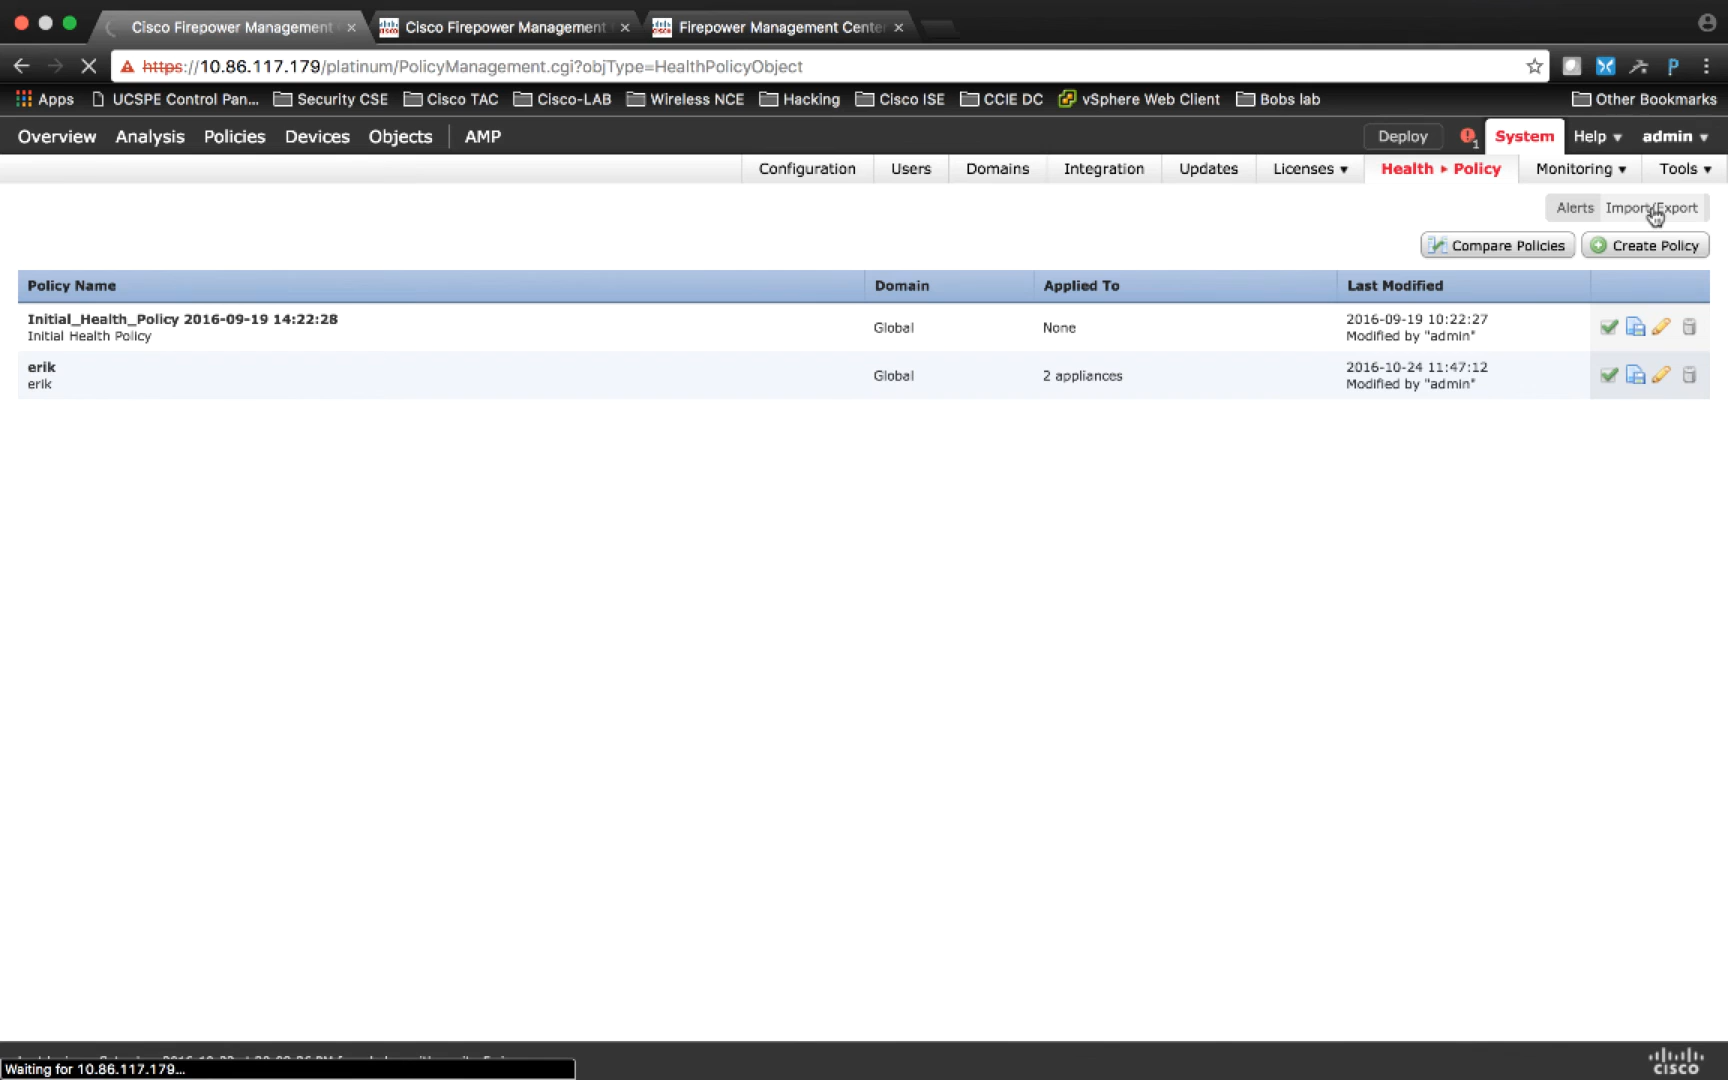 Cisco Firepower Management
Cisco Firepower Management
Firepower Management Cente
https://10.86.117.179/platinum/PolicyManagement.cgi?objType=HealthPolicyObject
Apps UCSPE Control Pan... Security CSE Cisco TAC Cisco-LAB Wireless NCE Hacking Cisco ISE CCIE DC vSphere Web Client Bobs lab Other Bookmarks
Overview Analysis Policies Devices Objects AMP Deploy 1 System Help admin
Configuration Users Domains Integration Updates Licenses Health Policy Monitoring Tools
Alerts Import/Export
Compare Policies Create Policy
Policy Name Domain Applied To Last Modified
Initial_Health_Policy 2016-09-19 14:22:28
Initial Health Policy
Global None
2016-09-19 10:22:27
Modified by "admin"
erik
erik
Global 2 appliances
2016-10-24 11:47:12
Modified by "admin"
Waiting for 10.86.117.179...
CISCO